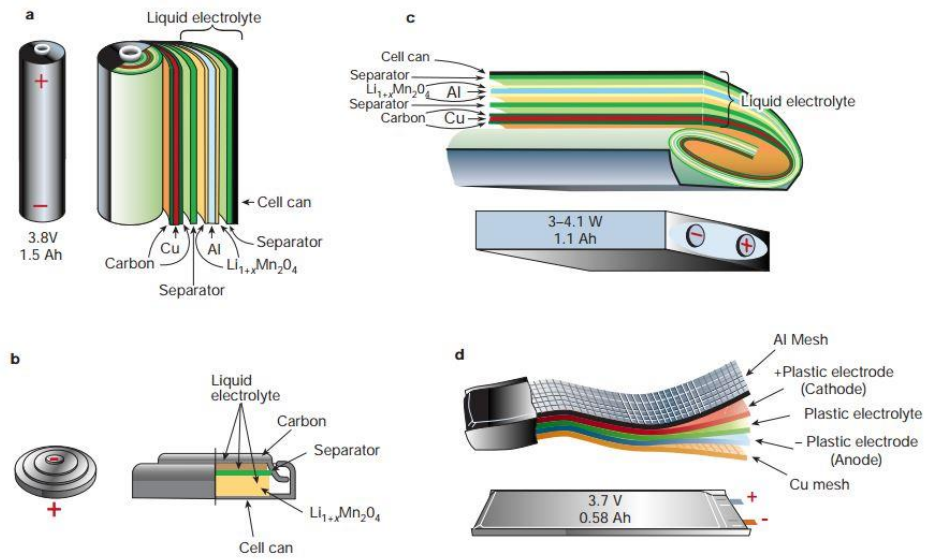 a
Liquid electrolyte
+
−
3.8V
1.5 Ah
Cell can
Cu
Al
Separator
Carbon
Li1+xMn2O4
Separator
c
Cell can
Separator
Li1+xMn2O4
Al
Separator
Carbon
Cu
Liquid electrolyte
3–4.1 W
1.1 Ah
−
+
b
Liquid
electrolyte
Carbon
Separator
Li1+xMn2O4
Cell can
-
+
d
Al Mesh
+Plastic electrode
(Cathode)
Plastic electrolyte
– Plastic electrode
(Anode)
Cu mesh
3.7 V
0.58 Ah
+
-